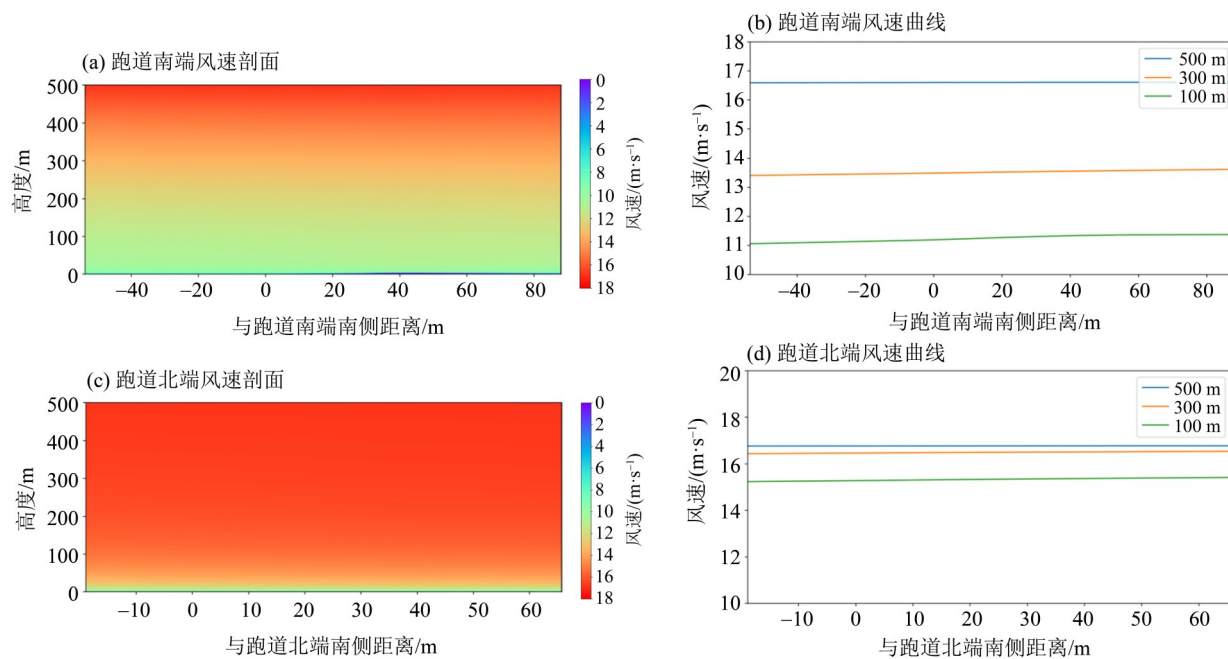 (a) 跑道南端风速剖面
500
400
300
200
100
0
高度/m
−40 −20 0 20 40 60 80
与跑道南端南侧距离/m
0
2
4
6
8
10
12
14
16
18
风速/(m·s⁻¹)
(b) 跑道南端风速曲线
18
17
16
15
14
13
12
11
10
风速/(m·s⁻¹)
500 m
300 m
100 m
−40 −20 0 20 40 60 80
与跑道南端南侧距离/m
(c) 跑道北端风速剖面
500
400
300
200
100
0
高度/m
−10 0 10 20 30 40 50 60
与跑道北端南侧距离/m
0
2
4
6
8
10
12
14
16
18
风速/(m·s⁻¹)
(d) 跑道北端风速曲线
20
18
16
14
12
10
风速/(m·s⁻¹)
500 m
300 m
100 m
−10 0 10 20 30 40 50 60
与跑道北端南侧距离/m